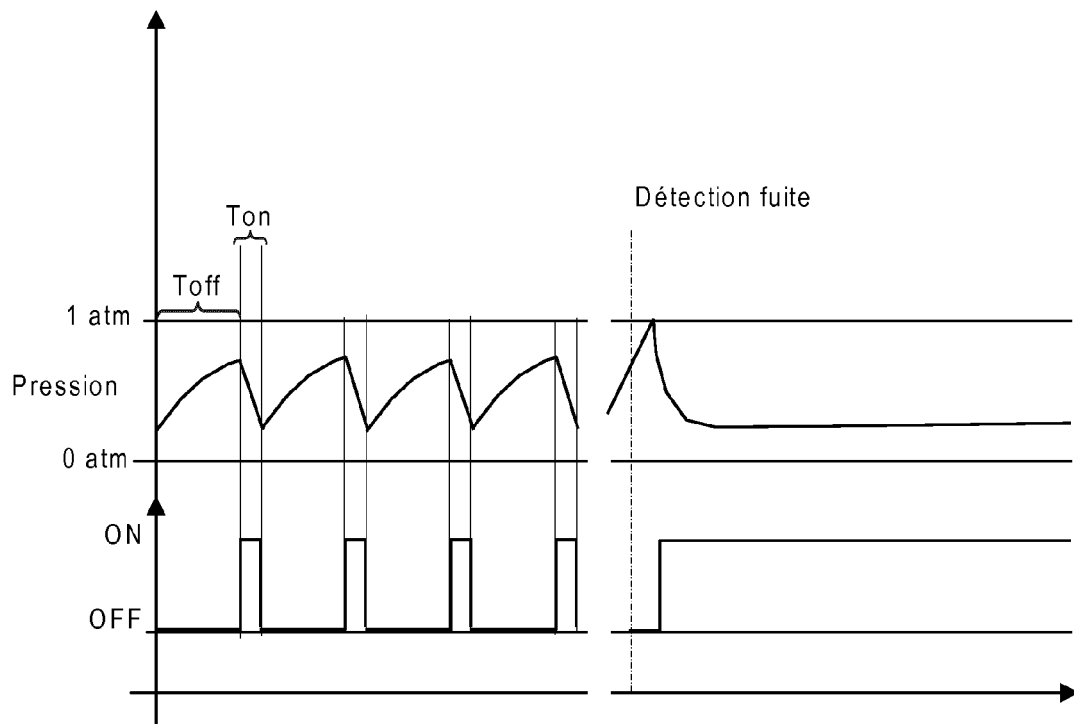 Détection fuite
Ton
Toff
1 atm
Pression
0 atm
ON
OFF